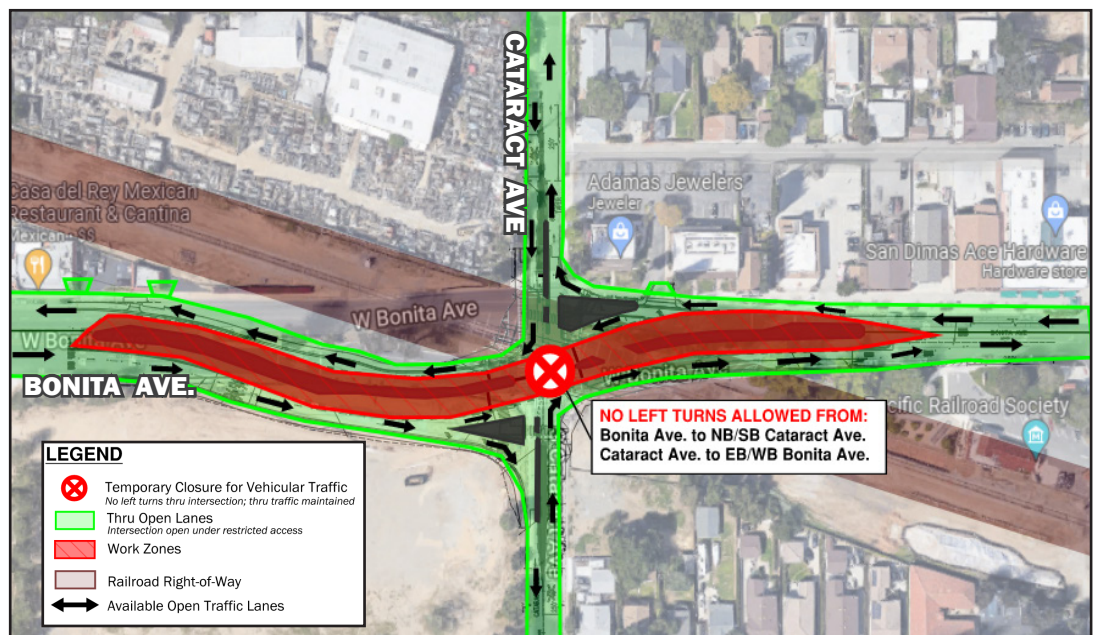 CATARACT AVE
Casa del Rey Mexican
Restaurant & Cantina
Mexican · $$
Adamas Jewelers
Jeweler
San Dimas Ace Hardware
Hardware store
W Bonita Ave
W Bonita Ave
BONITA AVE.
W Bonita Ave
NO LEFT TURNS ALLOWED FROM:
Bonita Ave. to NB/SB Cataract Ave.
Cataract Ave. to EB/WB Bonita Ave.
Pacific Railroad Society
LEGEND
Temporary Closure for Vehicular Traffic
No left turns thru intersection; thru traffic maintained
Thru Open Lanes
Intersection open under restricted access
Work Zones
Railroad Right-of-Way
Available Open Traffic Lanes